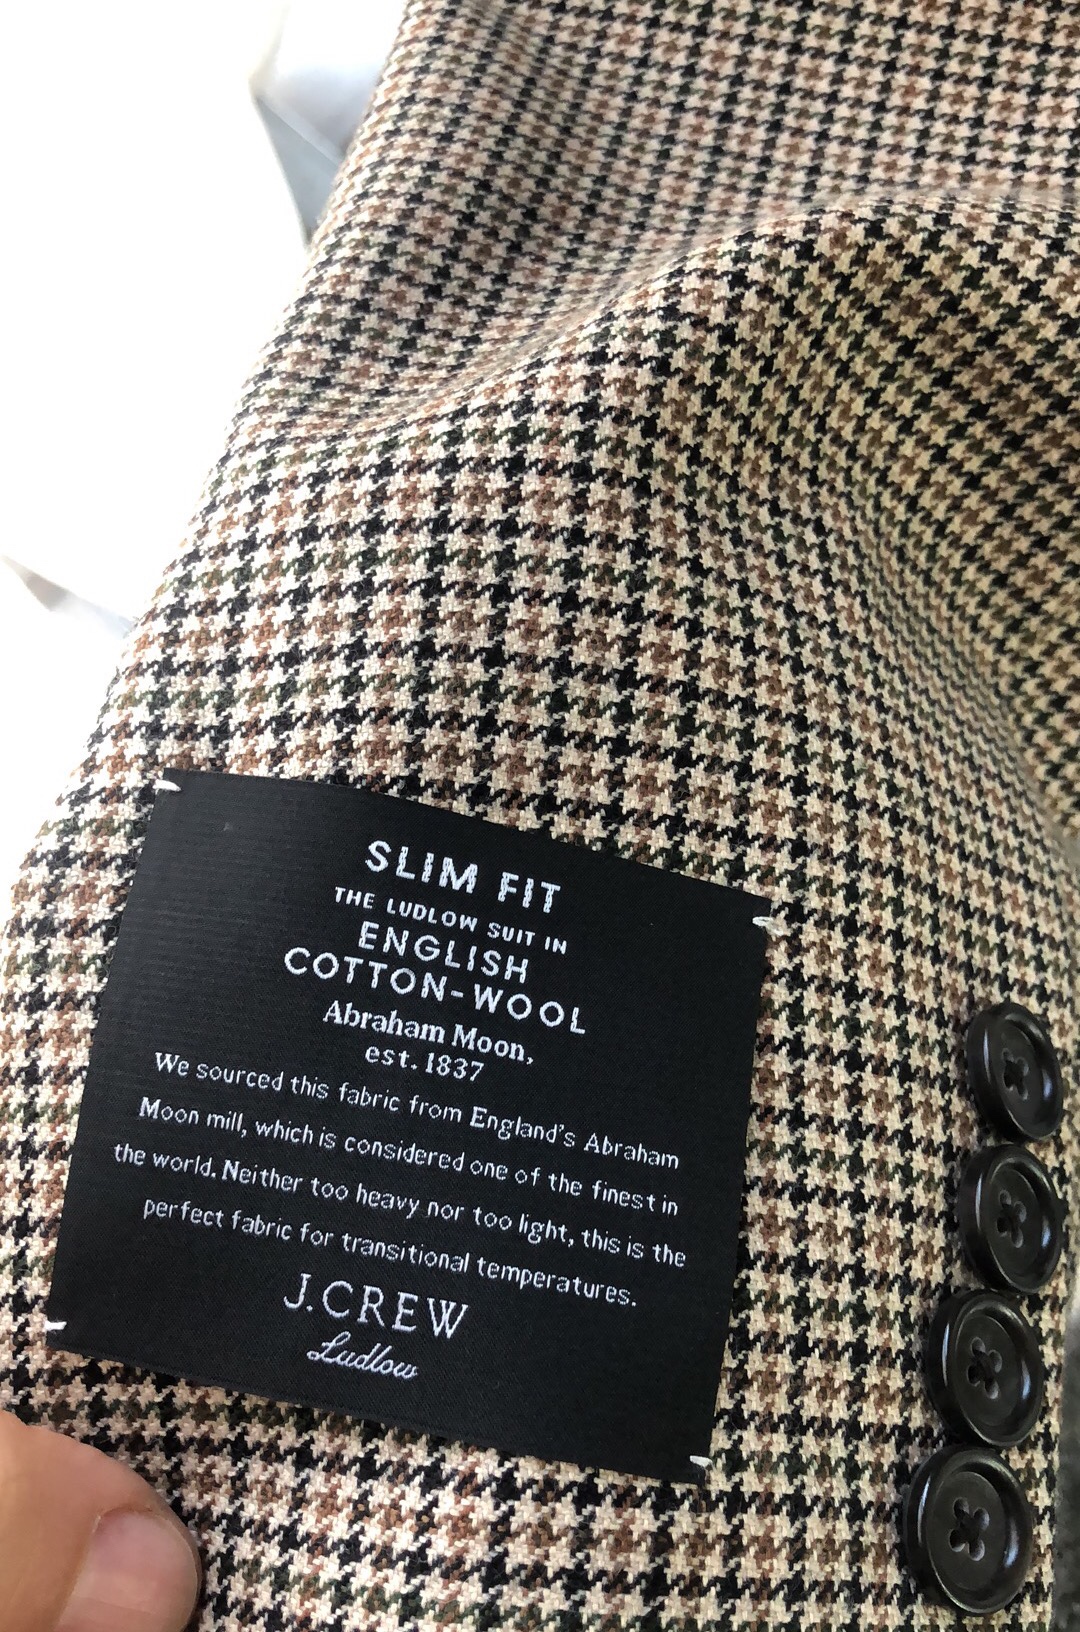 SLIM FIT
THE LUDLOW SUIT IN
ENGLISH
COTTON-WOOL
Abraham Moon,
est. 1837
We sourced this fabric from England's Abraham
Moon mill, which is considered one of the finest in
the world. Neither too heavy nor too light, this is the
perfect fabric for transitional temperatures.
J.CREW
Ludlow